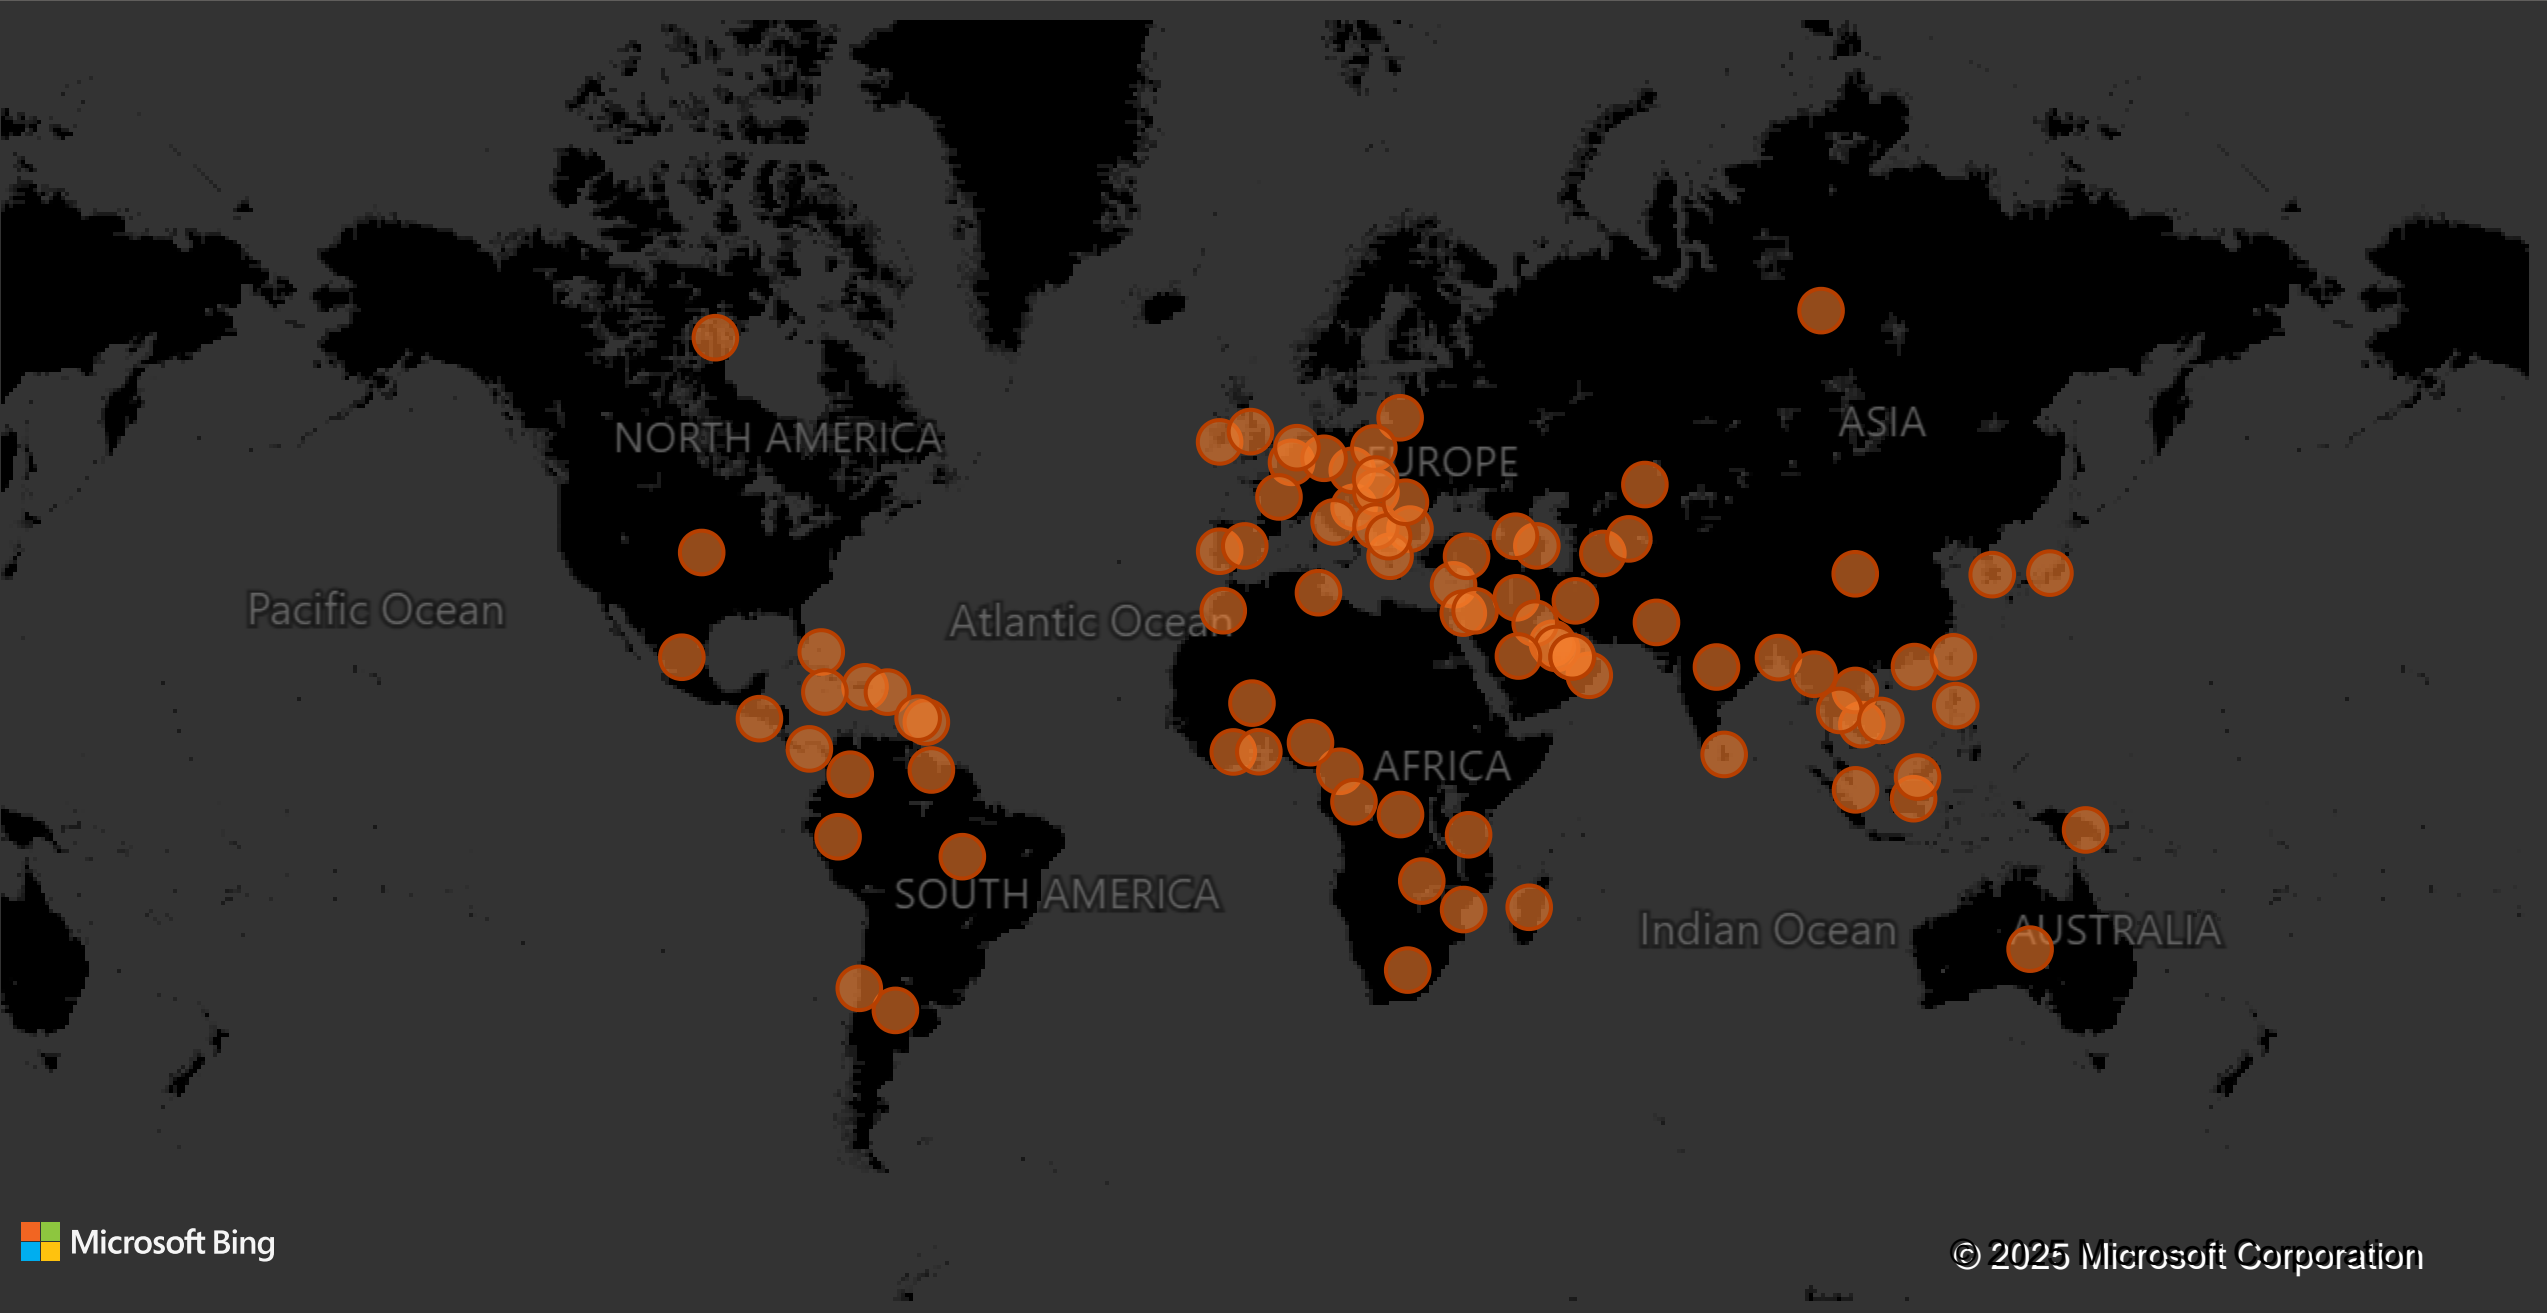 NORTH AMERICA
EUROPE
ASIA
Pacific Ocean
Atlantic Ocean
AFRICA
SOUTH AMERICA
Indian Ocean
AUSTRALIA
Microsoft Bing
© 2025 Microsoft Corporation